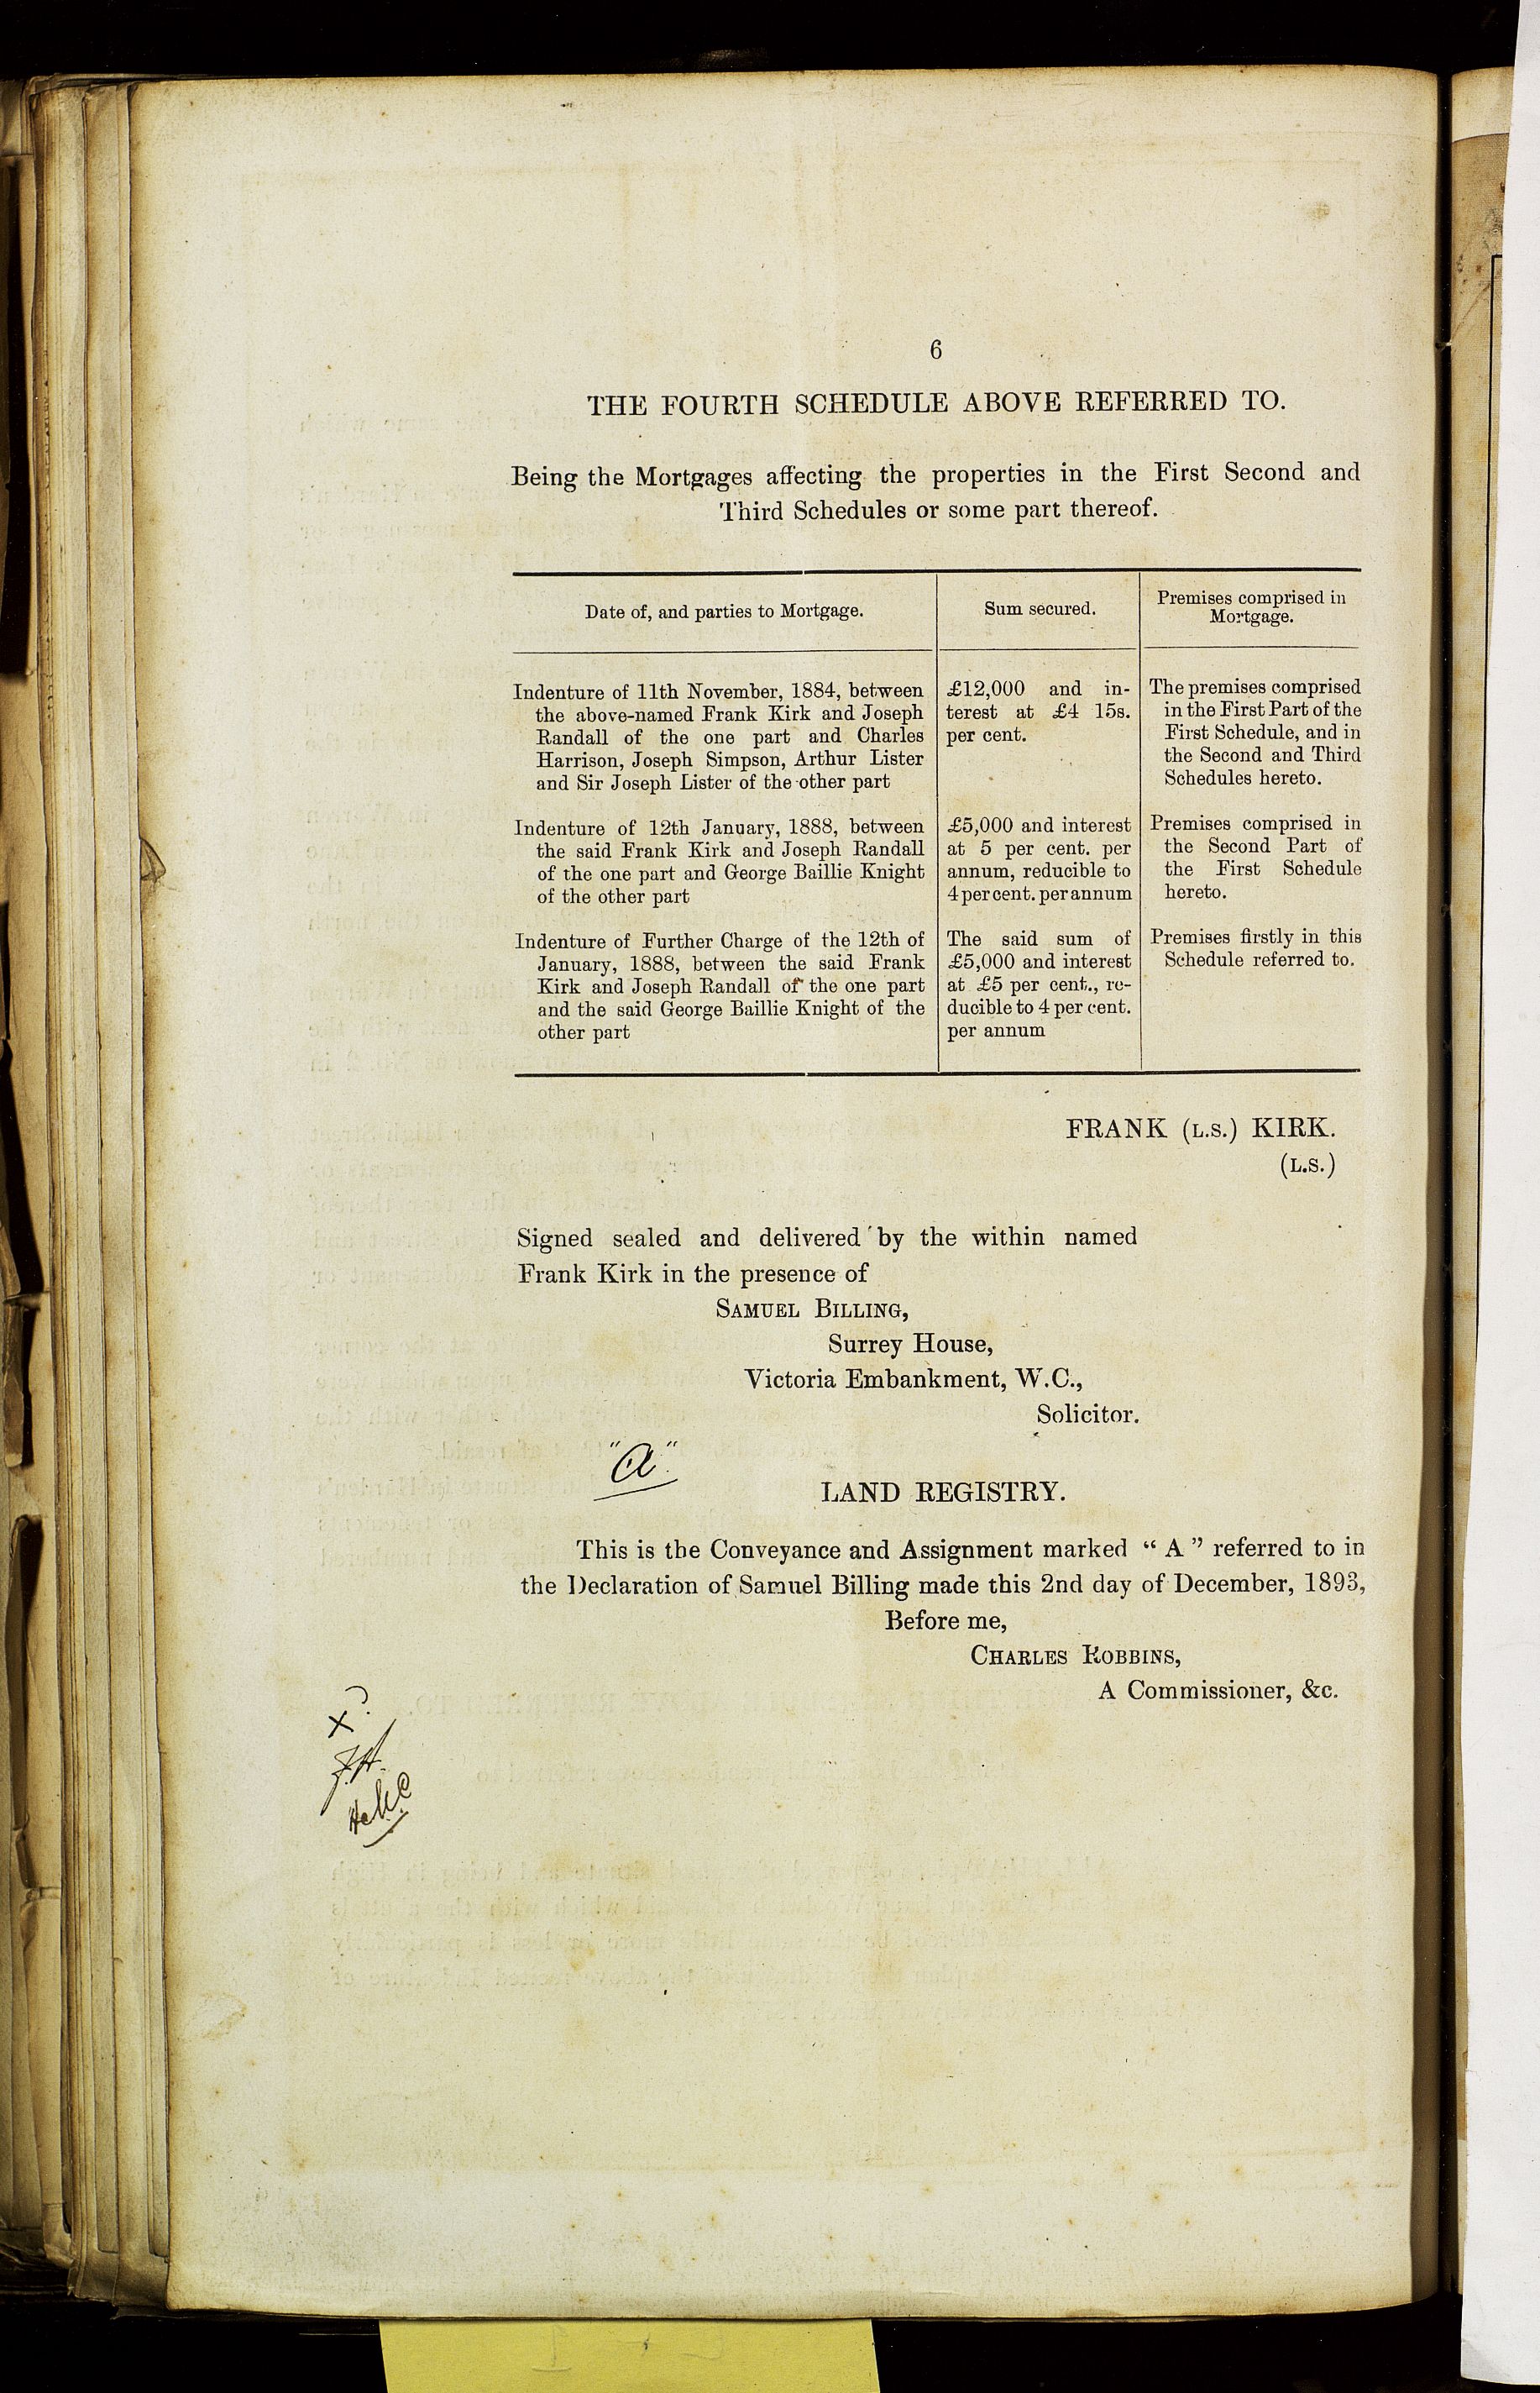 6
THE FOURTH SCHEDULE ABOVE REFERRED TO.
Being the Mortgages affecting the properties in the First Second and
Third Schedules or some part thereof.
Date of, and parties to Mortgage.
Sum secured.
Premises comprised in
Mortgage.
Indenture of 11th November, 1884, between
the above-named Frank Kirk and Joseph
Randall of the one part and Charles
Harrison, Joseph Simpson, Arthur Lister
and Sir Joseph Lister of the other part
£12,000 and in-
terest at £4 15s.
per cent.
The premises comprised
in the First Part of the
First Schedule, and in
the Second and Third
Schedules hereto.
Indenture of 12th January, 1888, between
the said Frank Kirk and Joseph Randall
of the one part and George Baillie Knight
of the other part
£5,000 and interest
at 5 per cent. per
annum, reducible to
4 per cent. per annum
Premises comprised in
the Second Part of
the First Schedule
hereto.
Indenture of Further Charge of the 12th of
January, 1888, between the said Frank
Kirk and Joseph Randall of the one part
and the said George Baillie Knight of the
other part
The said sum of
£5,000 and interest
at £5 per cent., re-
ducible to 4 per cent.
per annum
Premises firstly in this
Schedule referred to.
FRANK (L.S.) KIRK.
(L.S.)
Signed sealed and delivered by the within named
Frank Kirk in the presence of
SAMUEL BILLING,
Surrey House,
Victoria Embankment, W.C.,
Solicitor.
"A"
LAND REGISTRY.
This is the Conveyance and Assignment marked "A" referred to in
the Declaration of Samuel Billing made this 2nd day of December, 1893,
Before me,
CHARLES ROBBINS,
A Commissioner, &c.